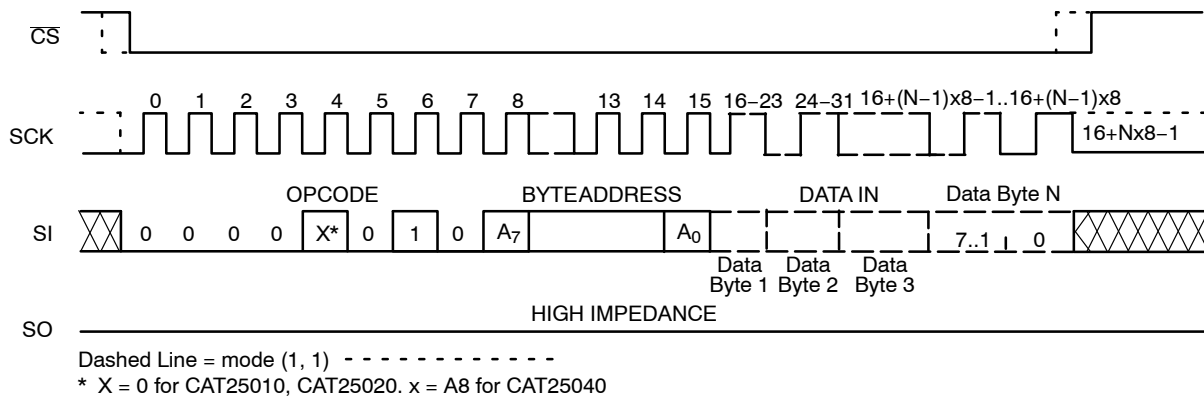 CS
0 1 2 3 4 5 6 7 8 13 14 15 16−23 24−31 16+(N−1)x8−1..16+(N−1)x8
SCK
16+Nx8−1
OPCODE BYTEADDRESS DATA IN Data Byte N
SI 0 0 0 0 X* 0 1 0 A7 A0 7..1 0
Data Byte 1
Data Byte 2
Data Byte 3
HIGH IMPEDANCE
SO
Dashed Line = mode (1, 1)
* X = 0 for CAT25010, CAT25020. x = A8 for CAT25040